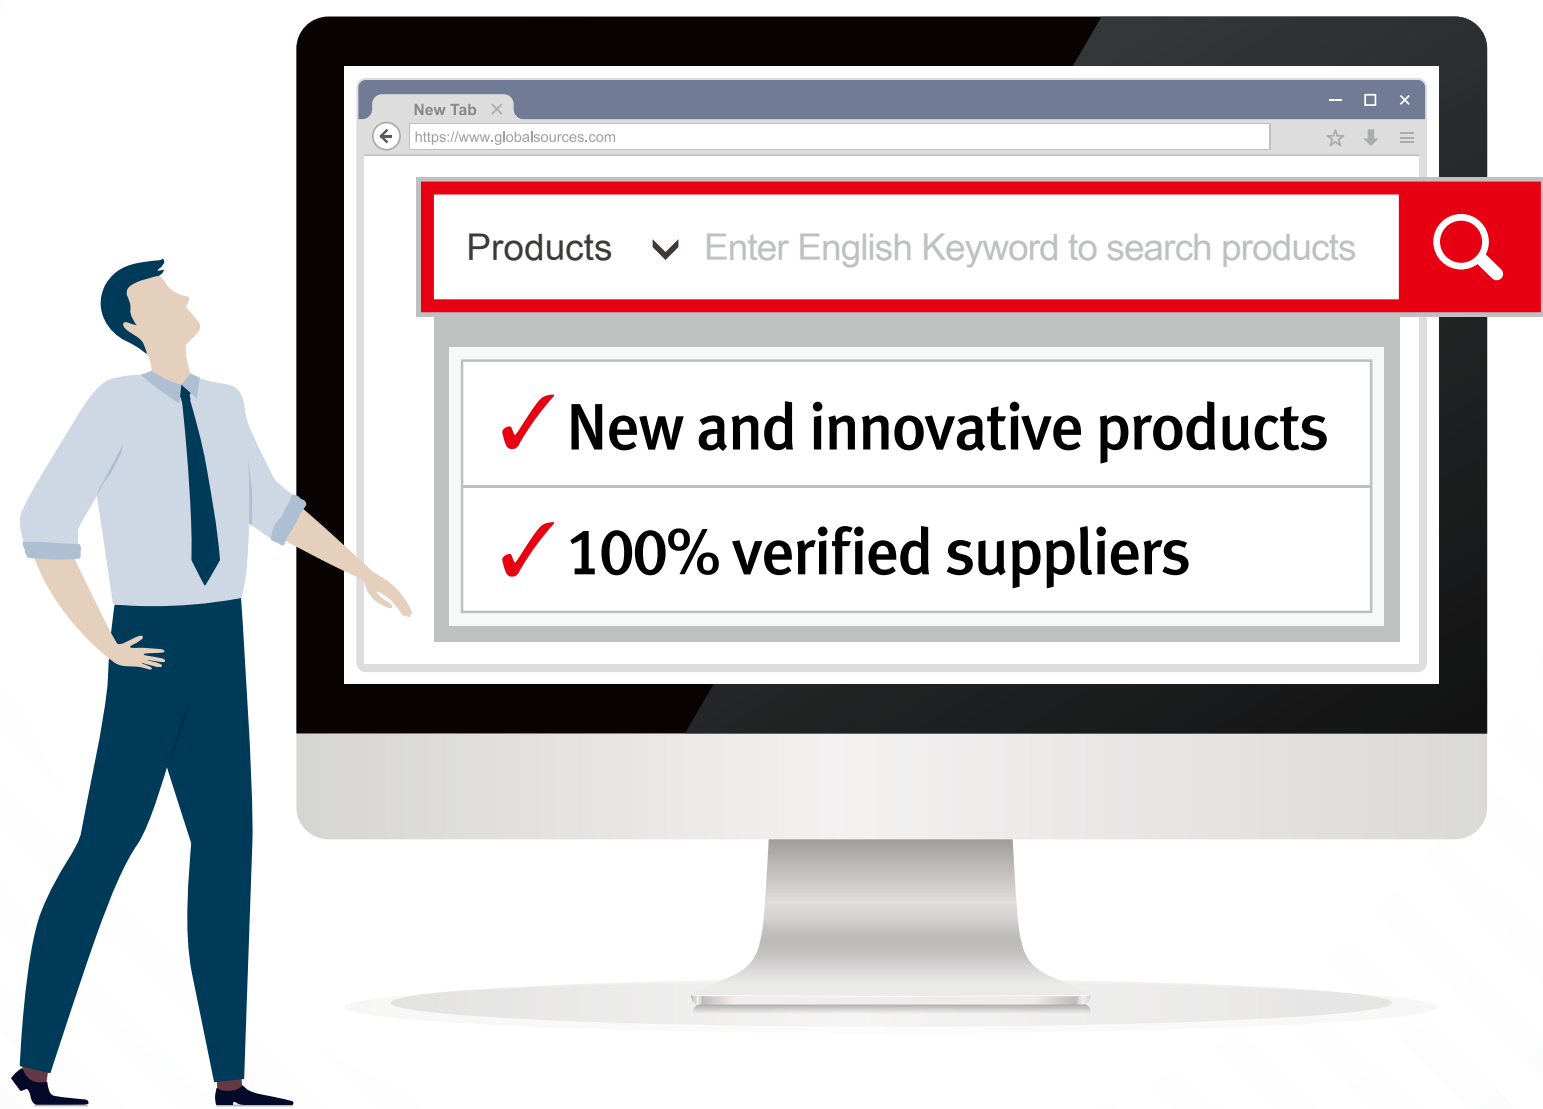 New Tab
https://www.globalsources.com
Products Enter English Keyword to search products
New and innovative products
100% verified suppliers